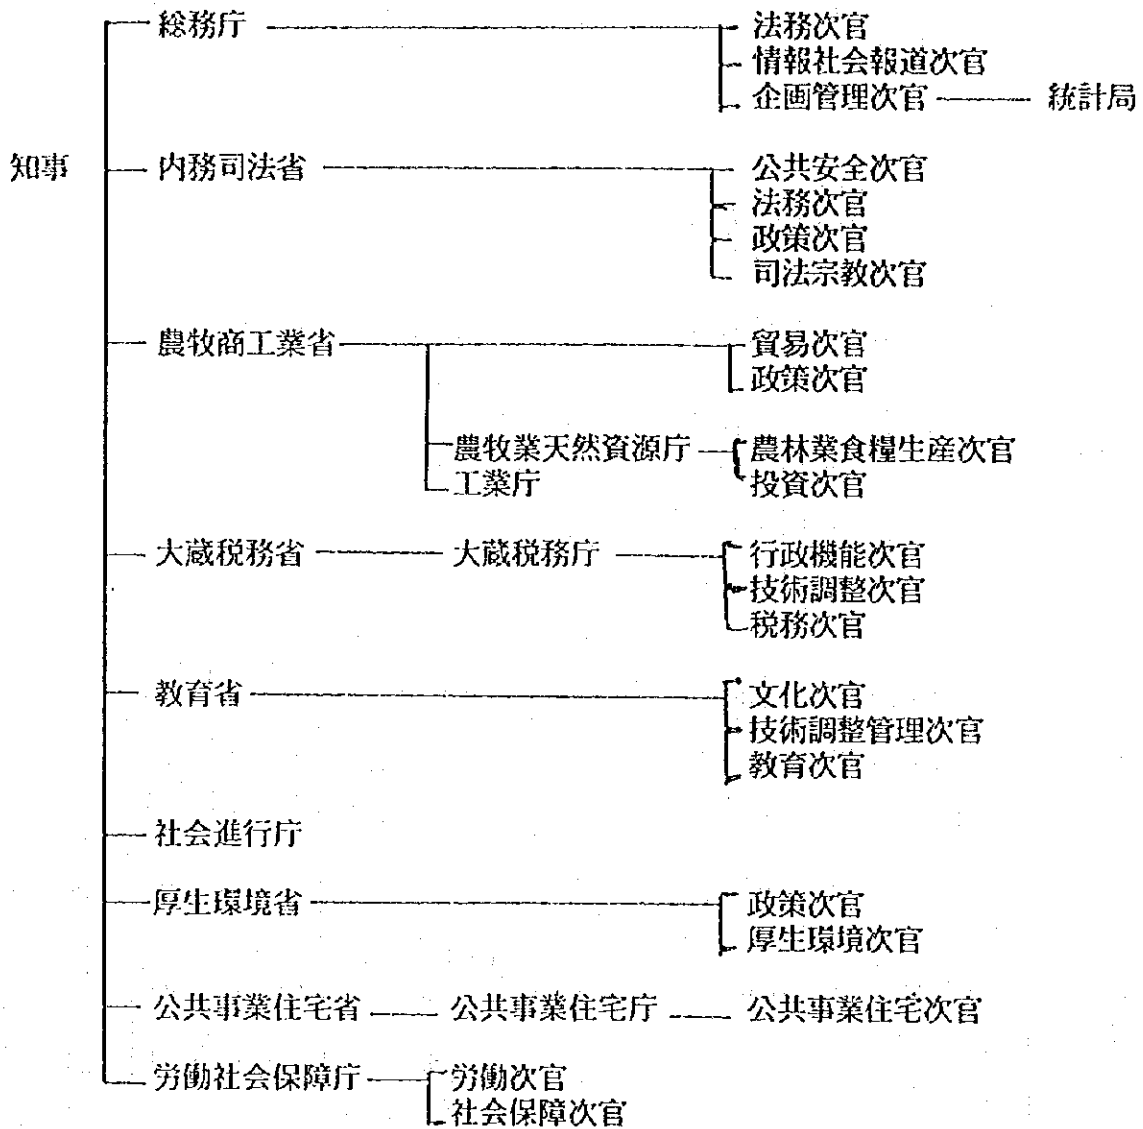 総務庁 法務次官
情報社会報道次官
企画管理次官 統計局
知事 内務司法省 公共安全次官
法務次官
政策次官
司法宗教次官
農牧商工業省 貿易次官
政策次官
農牧業天然資源庁 農林業食糧生産次官
工業庁 投資次官
大蔵税務省 大蔵税務庁 行政機能次官
技術調整次官
税務次官
教育省 文化次官
技術調整管理次官
教育次官
社会進行庁
厚生環境省 政策次官
厚生環境次官
公共事業住宅省 公共事業住宅庁 公共事業住宅次官
労働社会保障庁 労働次官
社会保障次官